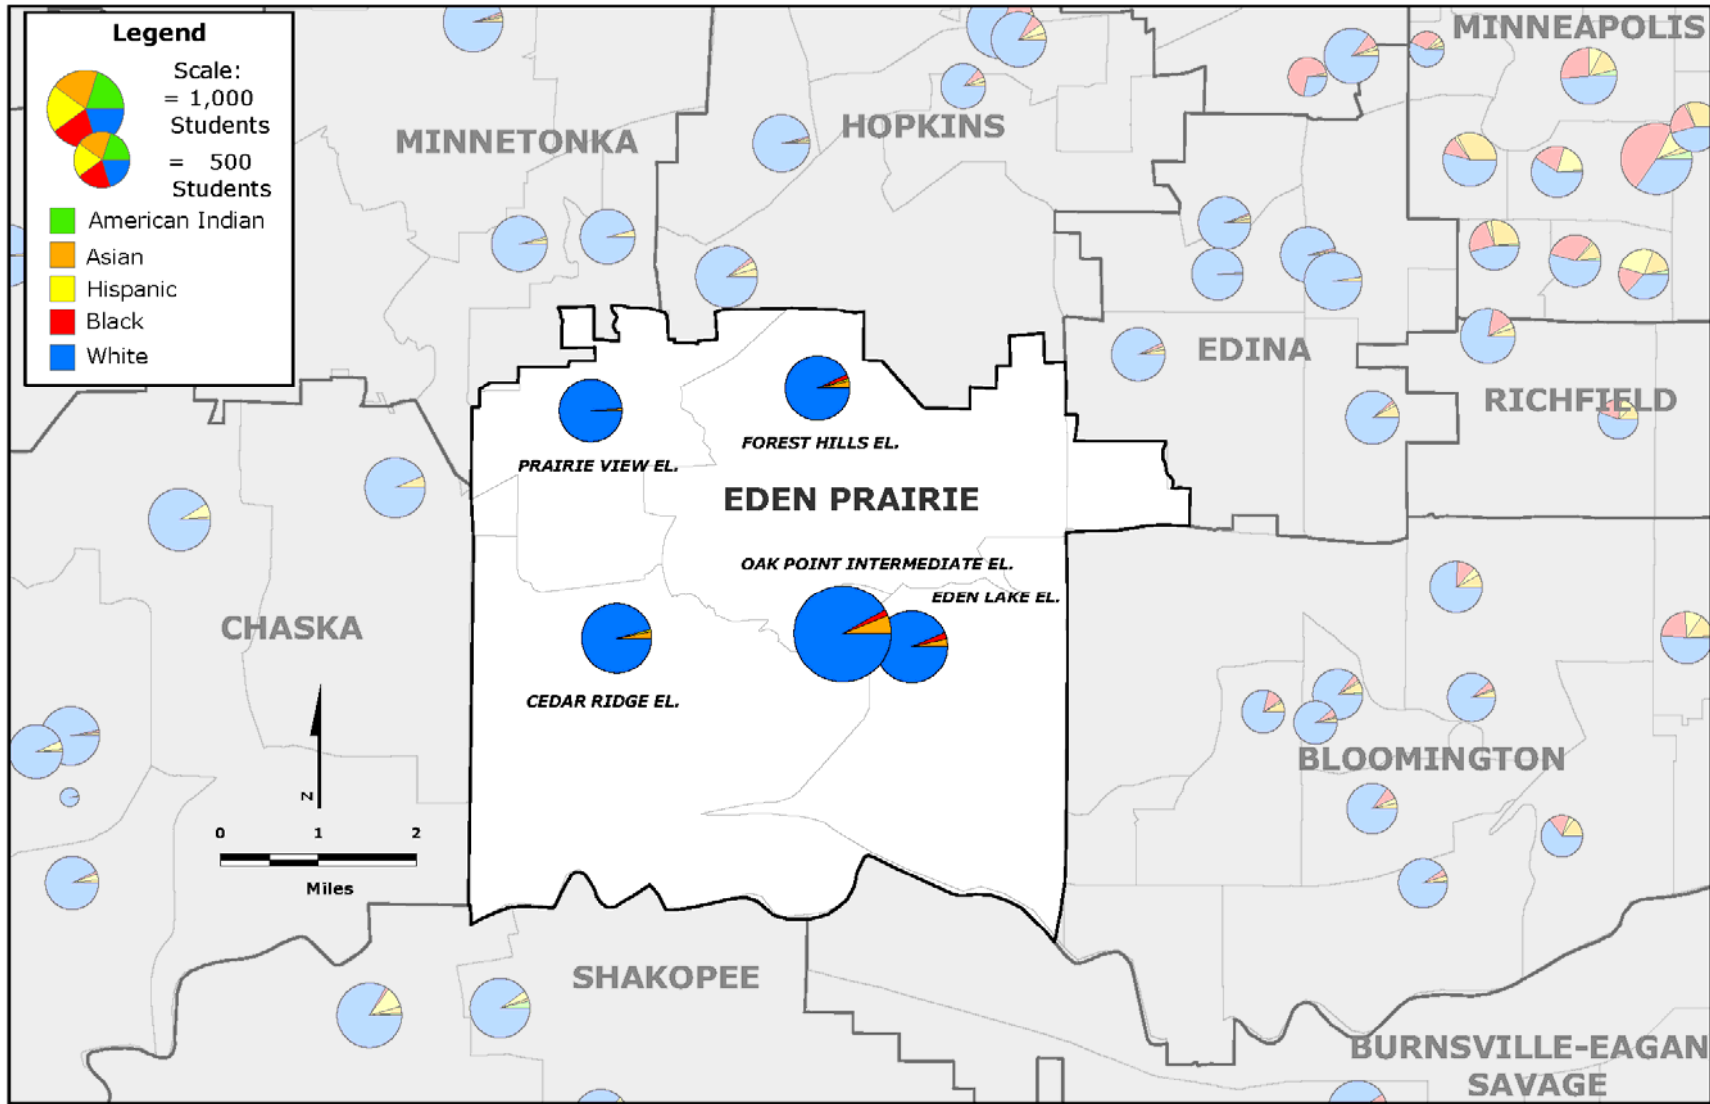 Legend
Scale:
= 1,000
Students
= 500
Students
American Indian
Asian
Hispanic
Black
White
MINNEAPOLIS
HOPKINS
MINNETONKA
EDINA
RICHFIELD
FOREST HILLS EL.
PRAIRIE VIEW EL.
EDEN PRAIRIE
OAK POINT INTERMEDIATE EL.
EDEN LAKE EL.
CHASKA
CEDAR RIDGE EL.
BLOOMINGTON
N
0 1 2
Miles
SHAKOPEE
BURNSVILLE-EAGAN
SAVAGE